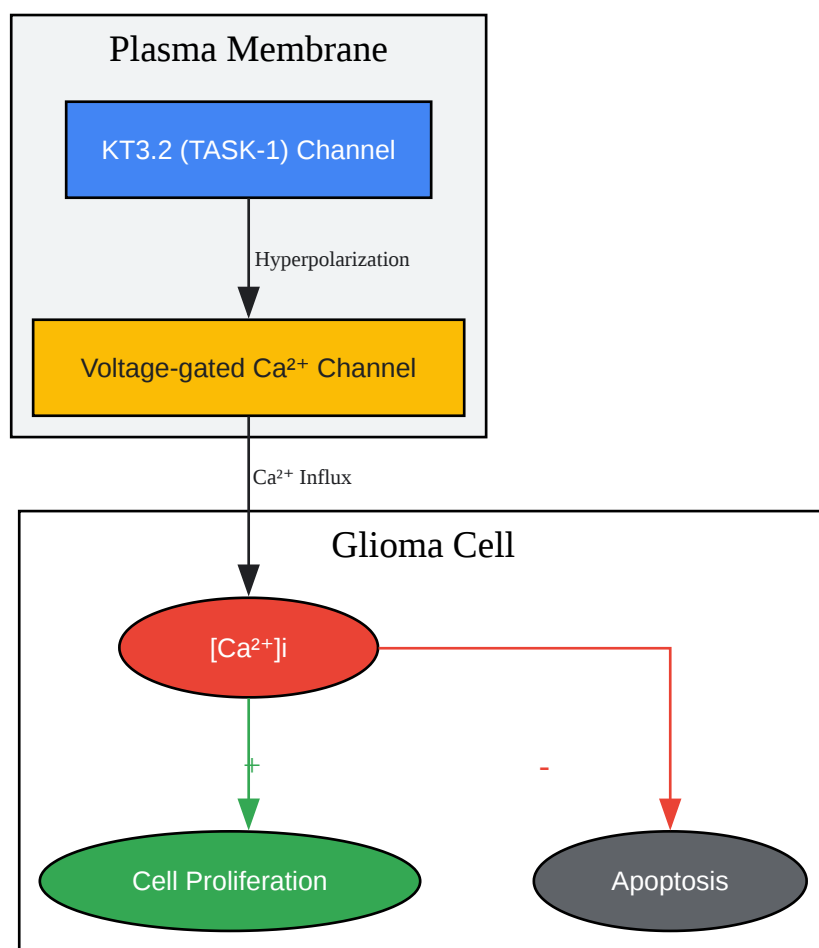 Plasma Membrane
KT3.2 (TASK-1) Channel
Hyperpolarization
Voltage-gated Ca²⁺ Channel
Ca²⁺ Influx
Glioma Cell
[Ca²⁺]i
+
-
Cell Proliferation
Apoptosis